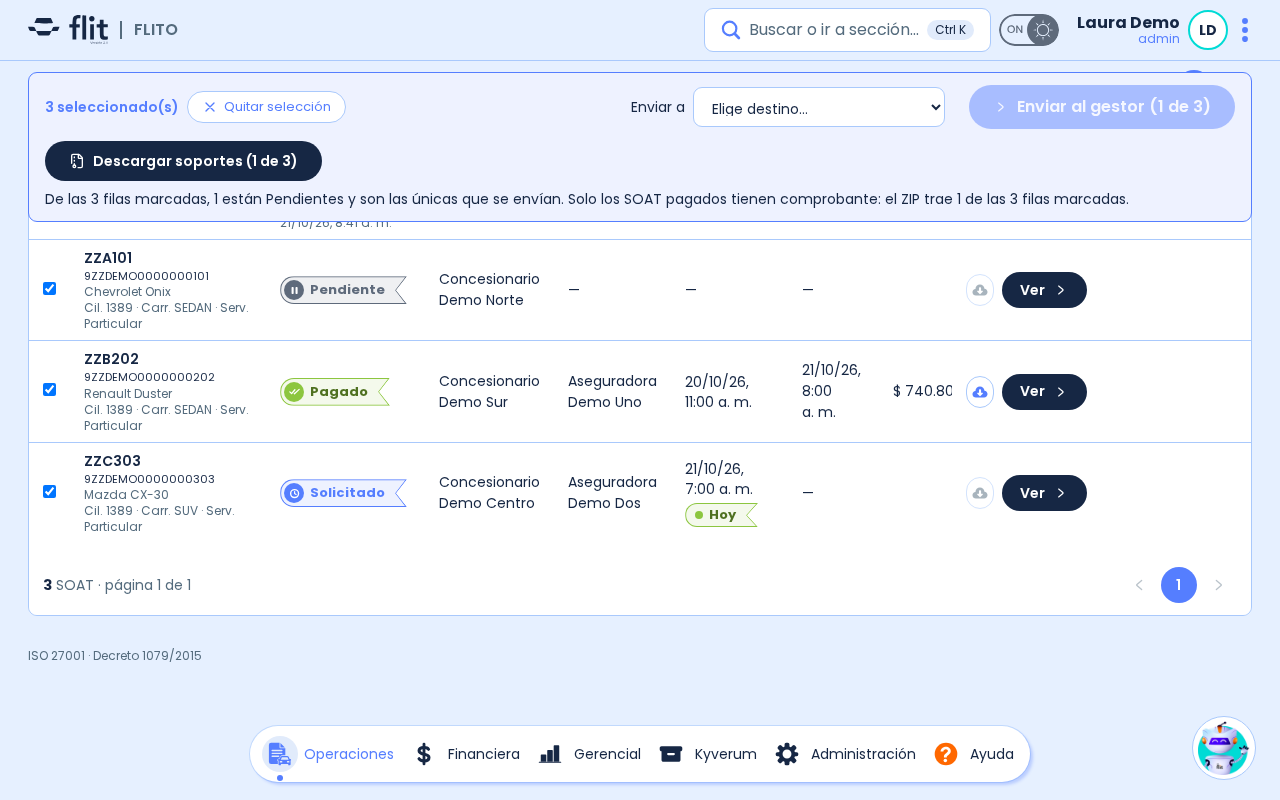 flit
FLITO
Buscar o ir a sección...
Ctrl K
ON
Laura Demo
admin
LD
3 seleccionado(s)
Quitar selección
Enviar a
Elige destino...
Enviar al gestor (1 de 3)
Descargar soportes (1 de 3)
De las 3 filas marcadas, 1 están Pendientes y son las únicas que se envían. Solo los SOAT pagados tienen comprobante: el ZIP trae 1 de las 3 filas marcadas.
21/10/26, 8:41 a. m.
ZZA101
9ZZDEMO0000000101
Chevrolet Onix
Cil. 1389 · Carr. SEDAN · Serv.
Particular
Pendiente
Concesionario
Demo Norte
—
—
—
Ver
ZZB202
9ZZDEMO0000000202
Renault Duster
Cil. 1389 · Carr. SEDAN · Serv.
Particular
Pagado
Concesionario
Demo Sur
Aseguradora
Demo Uno
20/10/26,
11:00 a. m.
21/10/26,
8:00
a. m.
$ 740.80
Ver
ZZC303
9ZZDEMO0000000303
Mazda CX-30
Cil. 1389 · Carr. SUV · Serv.
Particular
Solicitado
Concesionario
Demo Centro
Aseguradora
Demo Dos
21/10/26,
7:00 a. m.
Hoy
—
Ver
3 SOAT · página 1 de 1
1
ISO 27001 · Decreto 1079/2015
Operaciones
Financiera
Gerencial
Kyverum
Administración
Ayuda